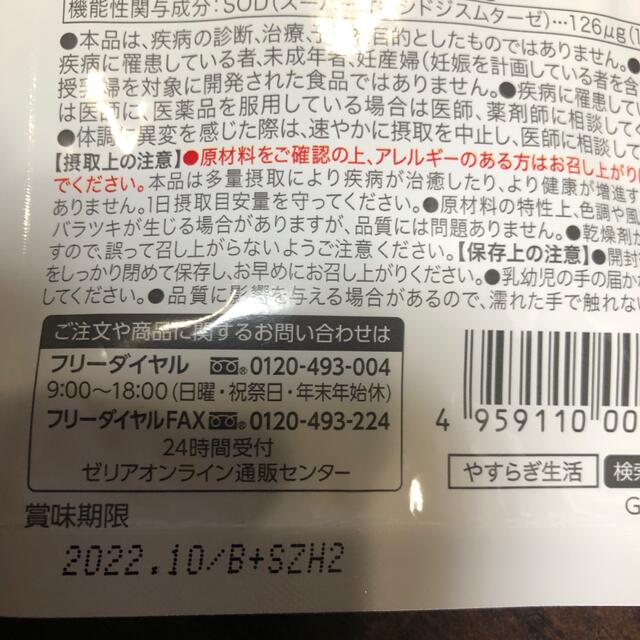 機能性関与成分:SOD(スー ンドジスムターゼ)…126μg(1
●本品は、疾病の診断、治療、 目的としたものではありません。●
疾病に罹患している者、未成年者、妊産婦(妊娠を計画している者を含
授乳婦を対象に開発された食品ではありません。●疾病に罹患して
は医師に、医薬品を服用している場合は医師、薬剤師に相談して
●体調に異変を感じた際は、速やかに摂取を中止し、医師に相談して
【摂取上の注意】●原材料をご確認の上、アレルギーのある方はお召し上がりに
でください。本品は多量摂取により疾病が治癒したり、より健康が増進す
ありません。1日摂取目安量を守ってください。●原材料の特性上、色調や風
バラツキが生じる場合がありますが、品質には問題ありません。●乾燥剤が
すので、誤って召し上がらないようご注意ください。【保存上の注意】●開封
をしっかり閉めて保存し、お早めにお召し上がりください。●乳幼児の手の届か
してください。●品質に影響を与える場合があるので、濡れた手で触れない
ご注文や商品に関するお問い合わせは
フリーダイヤル 0120-493-004
9:00〜18:00(日曜・祝祭日・年末年始休)
フリーダイヤルFAX 0120-493-224
24時間受付
ゼリアオンライン通販センター
4 959110 00
やすらぎ生活 検索
G
賞味期限
2022.10/B+SZH2